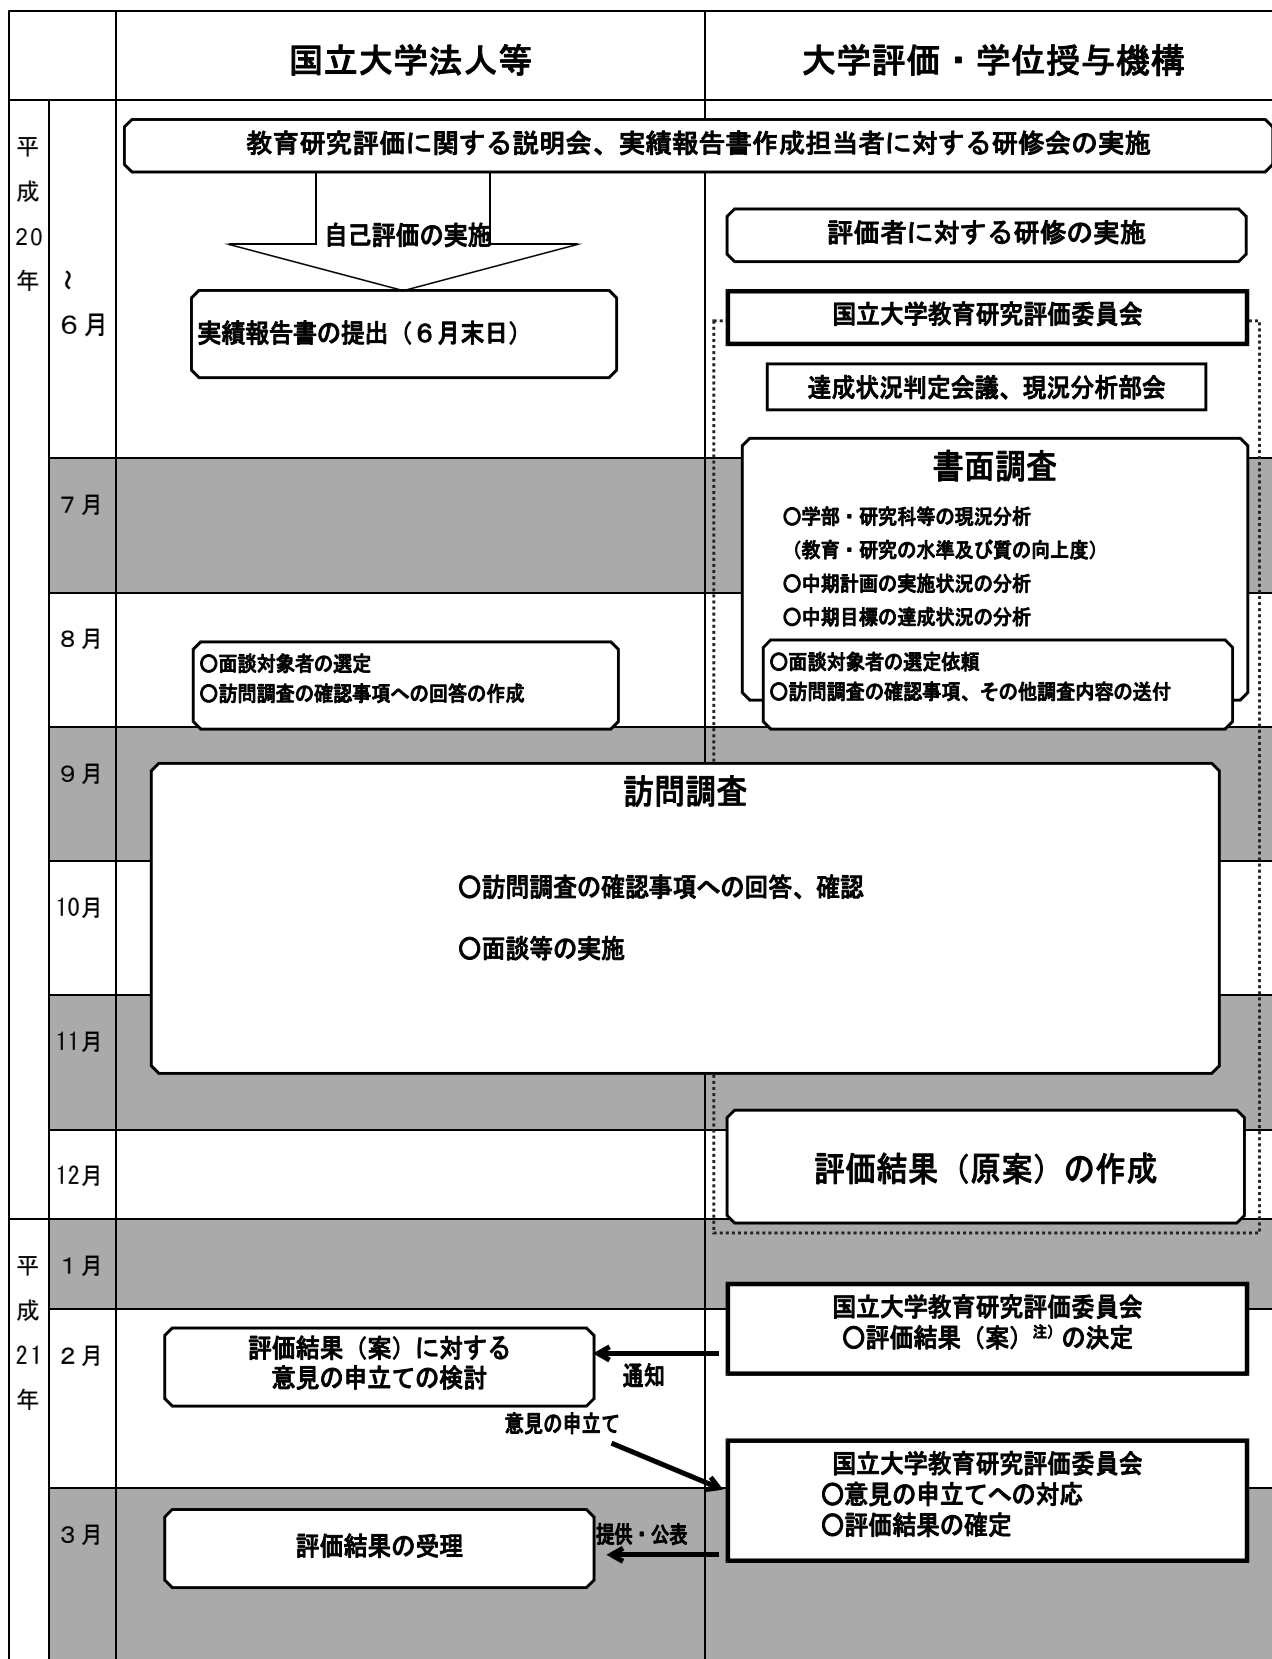 国立大学法人等
大学評価・学位授与機構
平成20年
～６月
教育研究評価に関する説明会、実績報告書作成担当者に対する研修会の実施
自己評価の実施
評価者に対する研修の実施
実績報告書の提出（６月末日）
国立大学教育研究評価委員会
達成状況判定会議、現況分析部会
書面調査
７月
〇学部・研究科等の現況分析
（教育・研究の水準及び質の向上度）
〇中期計画の実施状況の分析
〇中期目標の達成状況の分析
８月
〇面談対象者の選定
〇訪問調査の確認事項への回答の作成
〇面談対象者の選定依頼
〇訪問調査の確認事項、その他調査内容の送付
９月
訪問調査
10月
〇訪問調査の確認事項への回答、確認
〇面談等の実施
11月
12月
評価結果（原案）の作成
平成21年
１月
国立大学教育研究評価委員会
〇評価結果（案）注）の決定
２月
評価結果（案）に対する
意見の申立ての検討
通知
意見の申立て
国立大学教育研究評価委員会
〇意見の申立てへの対応
〇評価結果の確定
３月
評価結果の受理
提供・公表